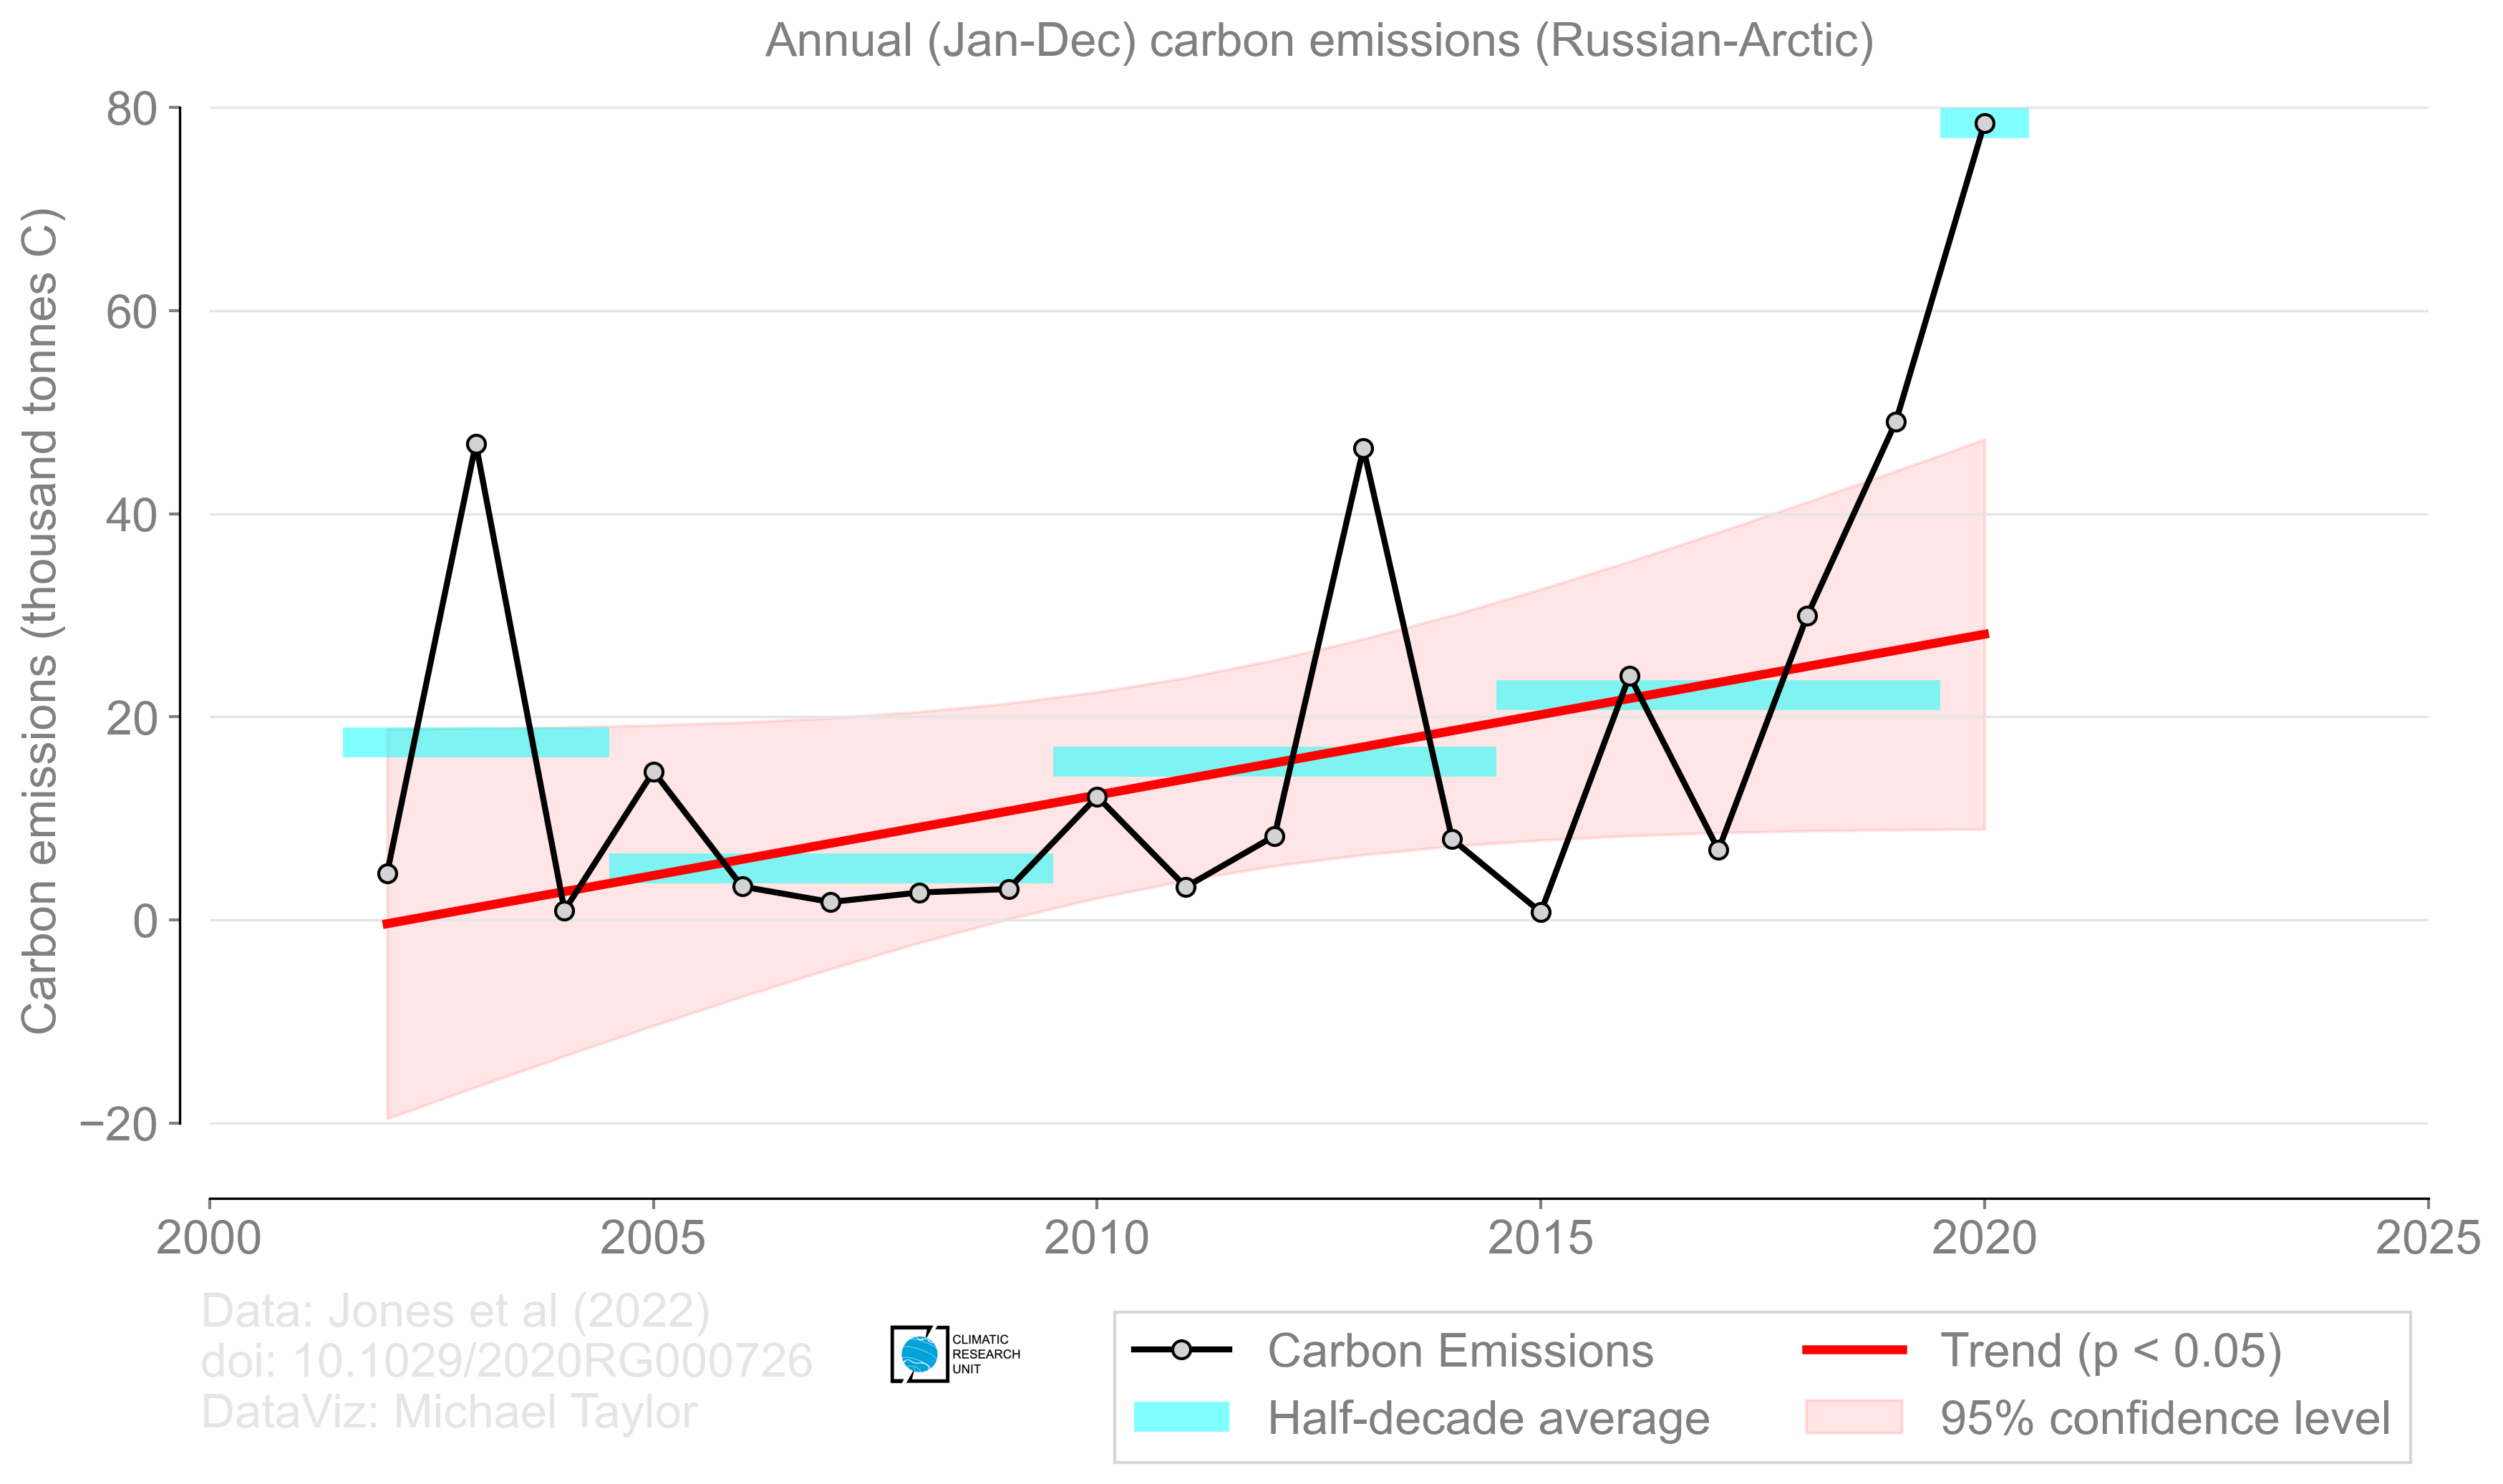 Annual (Jan-Dec) carbon emissions (Russian-Arctic)
Carbon emissions (thousand tonnes C)
80
60
40
20
0
−20
2000 2005 2010 2015 2020 2025
Data: Jones et al (2022)
doi: 10.1029/2020RG000726
DataViz: Michael Taylor
CLIMATIC
RESEARCH
UNIT
Carbon Emissions
Half-decade average
Trend (p < 0.05)
95% confidence level